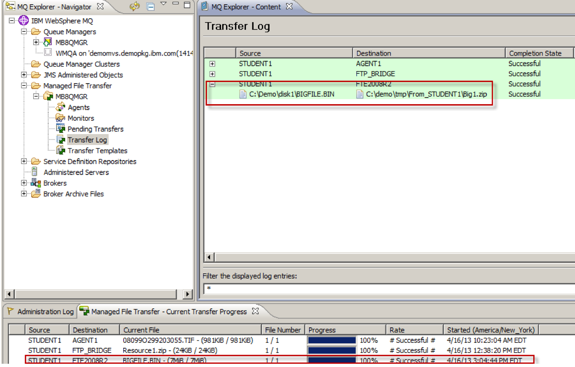 MQ Explorer - Navigator
IBM WebSphere MQ
Queue Managers
MB8QMGR
WMQA on 'demomvs.demopkg.ibm.com(1414
Queue Manager Clusters
JMS Administered Objects
Managed File Transfer
MB8QMGR
Agents
Monitors
Pending Transfers
Transfer Log
Transfer Templates
Service Definition Repositories
Administered Servers
Brokers
Broker Archive Files
MQ Explorer - Content
Transfer Log
Source Destination Completion State
STUDENT1 AGENT1 Successful
STUDENT1 FTP_BRIDGE Successful
STUDENT1 FTE2008R2 Successful
C:\Demo\disk1\BIGFILE.BIN C:\demo\tmp\From_STUDENT1\Big1.zip Successful
Filter the displayed log entries:
*
Administration Log Managed File Transfer - Current Transfer Progress
Source Destination Current File File Number Progress Rate Started (America/New_York)
STUDENT1 AGENT1 08099O299203055.TIF - (981KB / 981KB) 1 / 1 100% # Successful # 4/16/13 10:23:04 AM EDT
STUDENT1 FTP_BRIDGE Resource1.zip - (24KB / 24KB) 1 / 1 100% # Successful # 4/16/13 12:38:20 PM EDT
STUDENT1 FTE2008R2 BIGFILE.BIN - (7MB / 7MB) 1 / 1 100% # Successful # 4/16/13 3:04:44 PM EDT